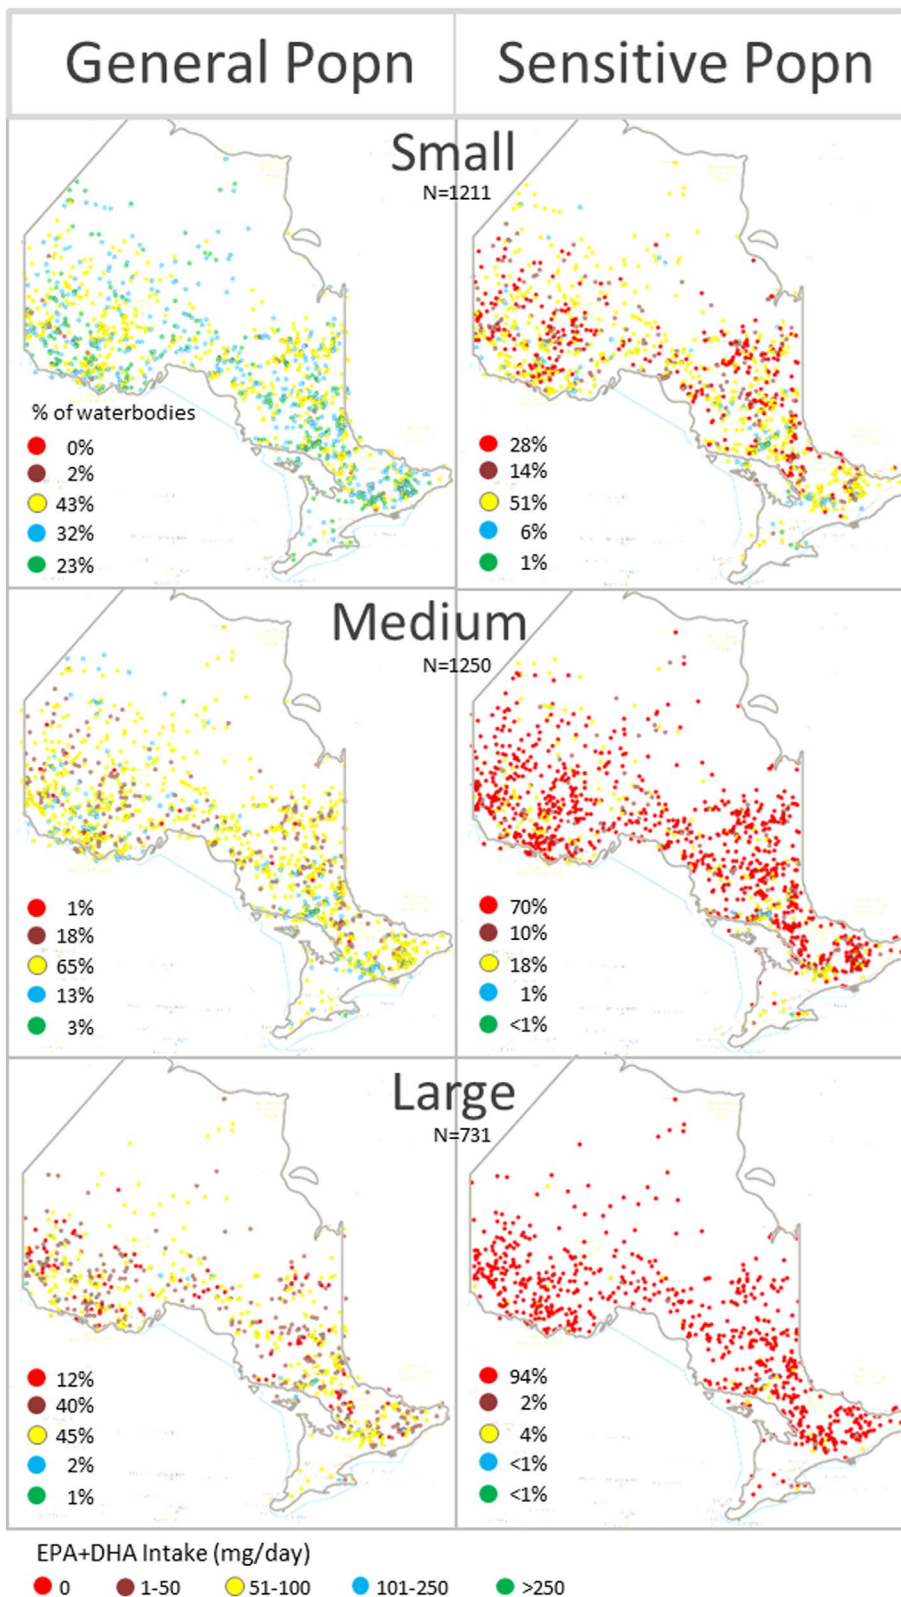 General Popn
Sensitive Popn
Small
N=1211
% of waterbodies
0%
2%
43%
32%
23%
28%
14%
51%
6%
1%
Medium
N=1250
1%
18%
65%
13%
3%
70%
10%
18%
1%
<1%
Large
N=731
12%
40%
45%
2%
1%
94%
2%
4%
<1%
<1%
EPA+DHA Intake (mg/day)
0 1-50 51-100 101-250 >250